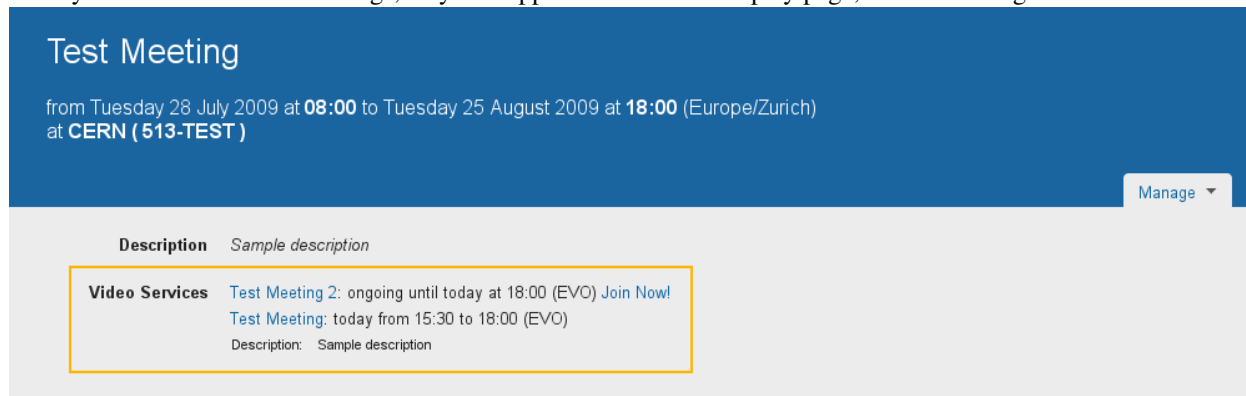 Test Meeting
from Tuesday 28 July 2009 at 08:00 to Tuesday 25 August 2009 at 18:00 (Europe/Zurich)
at CERN ( 513-TEST )
Manage
Description Sample description
Video Services Test Meeting 2: ongoing until today at 18:00 (EVO) Join Now!
Test Meeting: today from 15:30 to 18:00 (EVO)
Description: Sample description